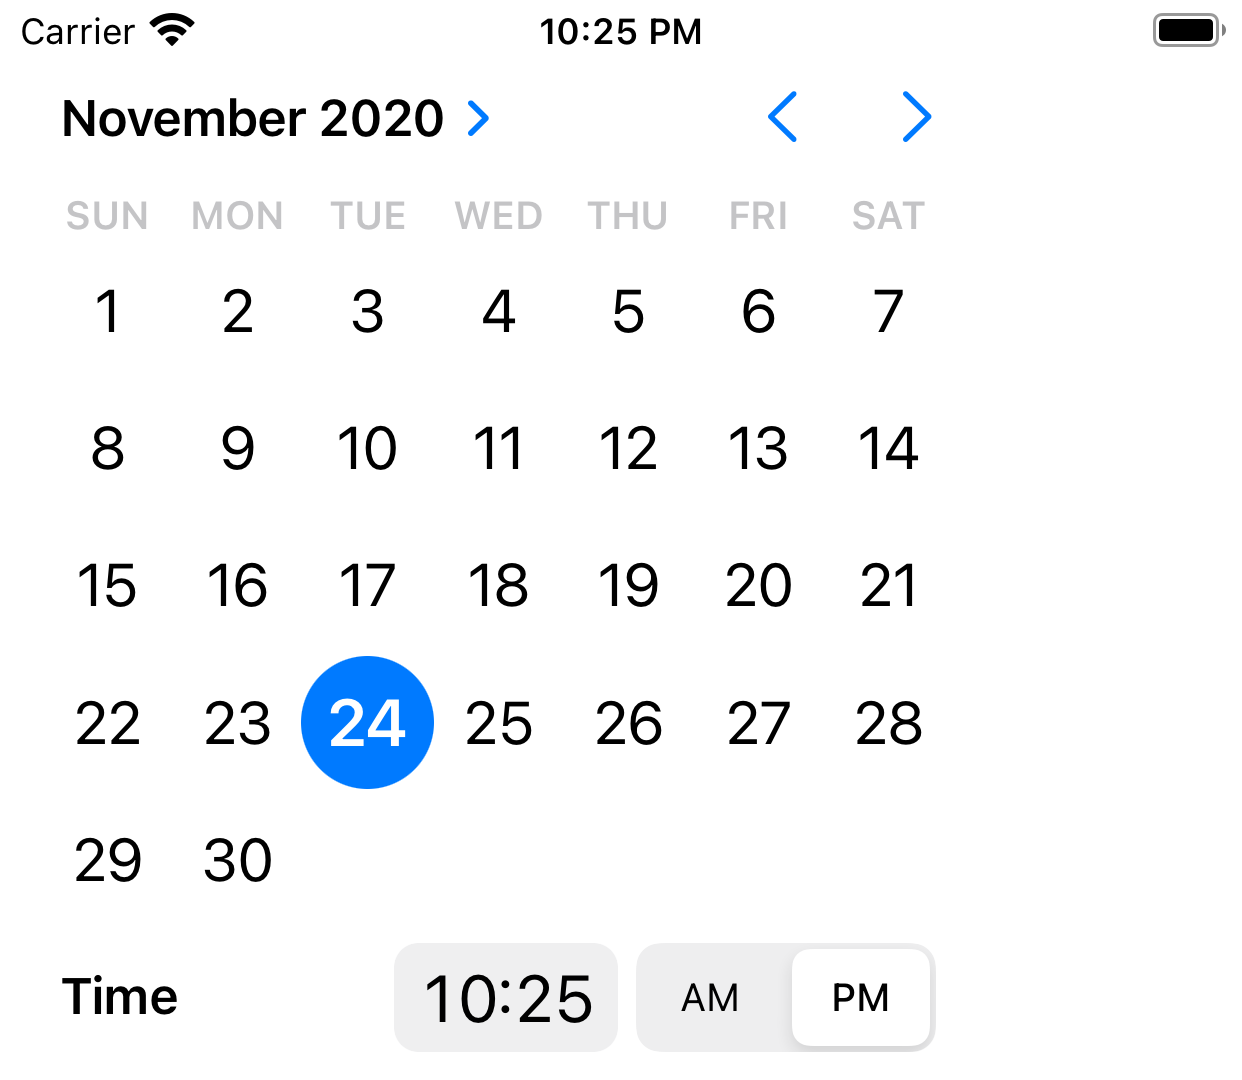 Carrier 10:25 PM
November 2020
SUN MON TUE WED THU FRI SAT
1 2 3 4 5 6 7
8 9 10 11 12 13 14
15 16 17 18 19 20 21
22 23 24 25 26 27 28
29 30
Time 10:25 AM PM